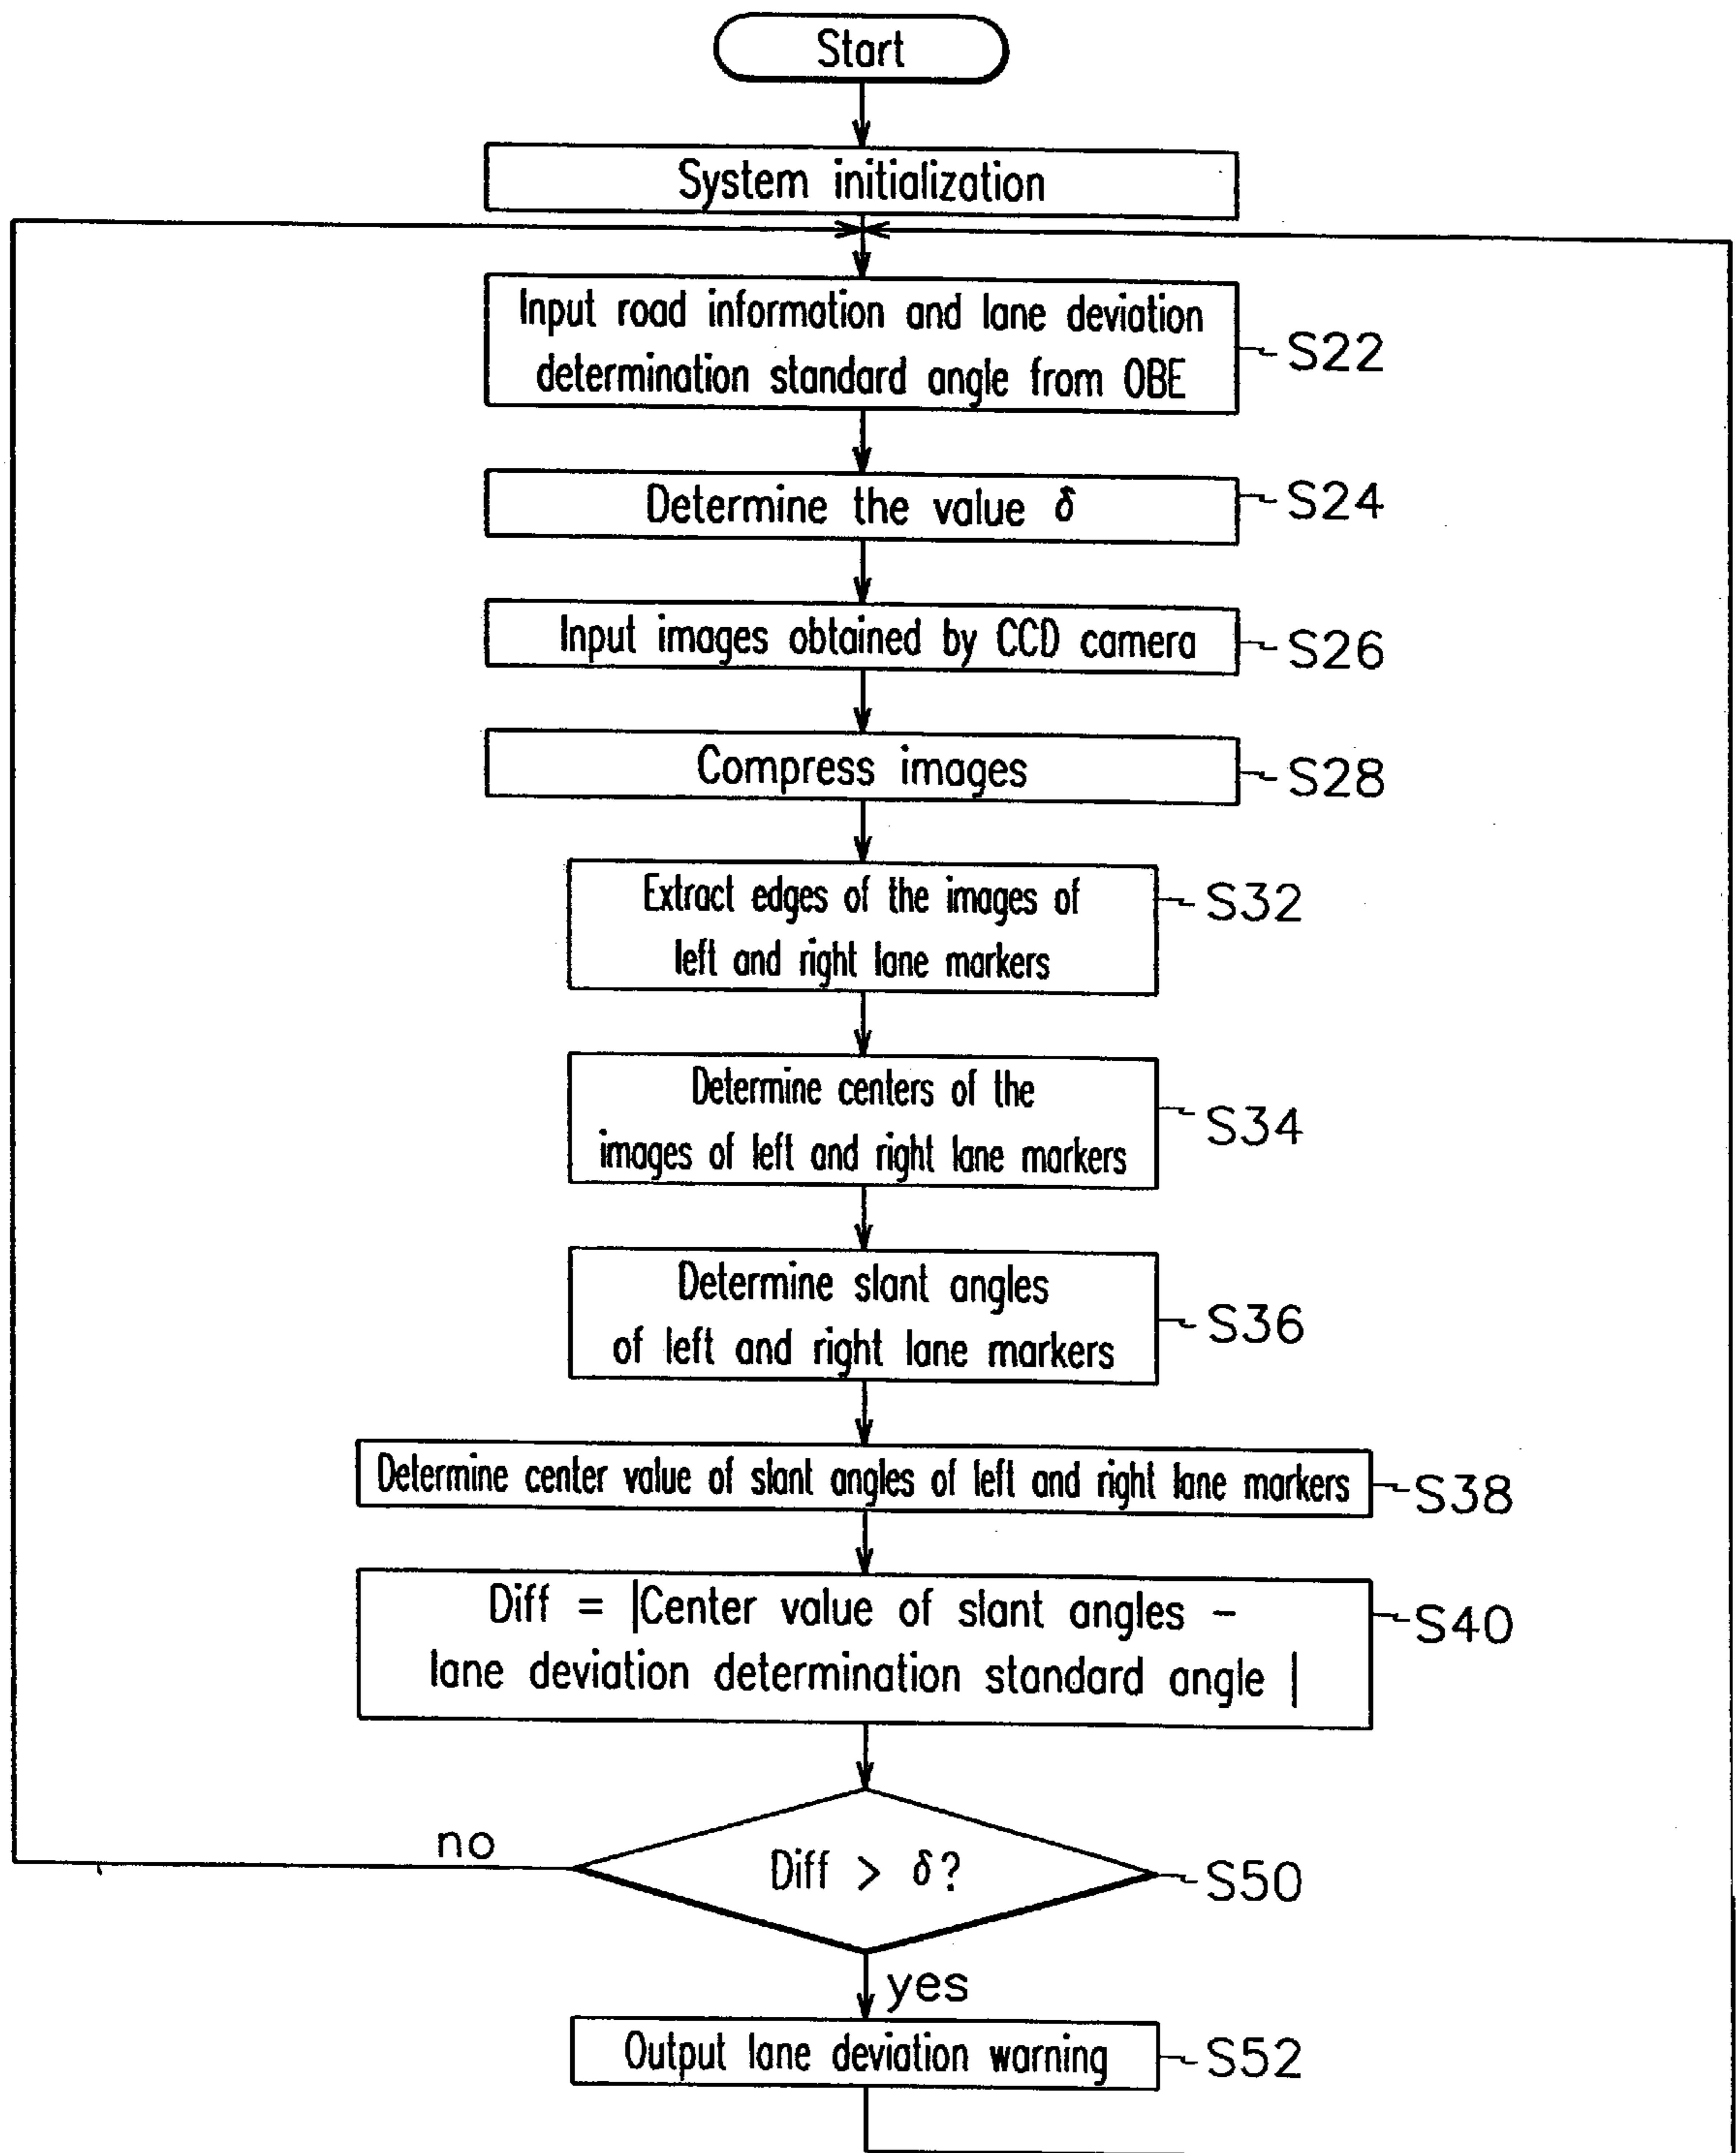 Start
System initialization
Input road information and lane deviation
determination standard angle from OBE
S22
Determine the value δ
S24
Input images obtained by CCD camera
S26
Compress images
S28
Extract edges of the images of
left and right lane markers
S32
Determine centers of the
images of left and right lane markers
S34
Determine slant angles
of left and right lane markers
S36
Determine center value of slant angles of left and right lane markers
S38
Diff = |Center value of slant angles -
lane deviation determination standard angle |
S40
no
Diff > δ?
S50
yes
Output lane deviation warning
S52